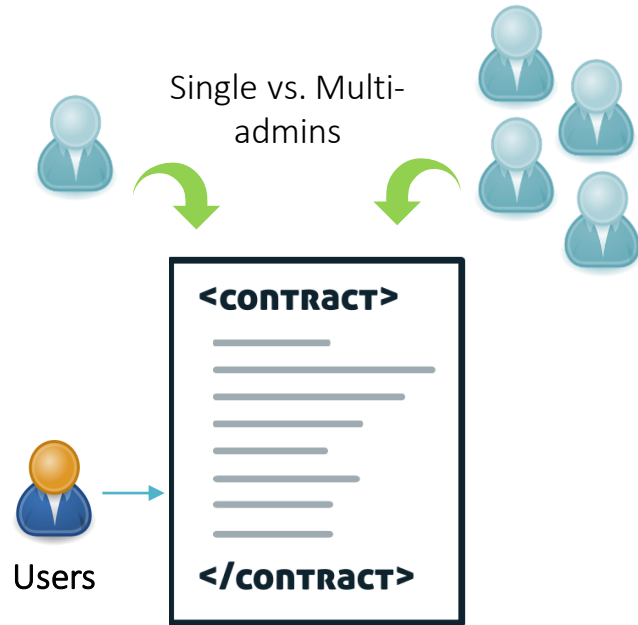 Single vs. Multi-
admins
<contract>
Users
</contract>